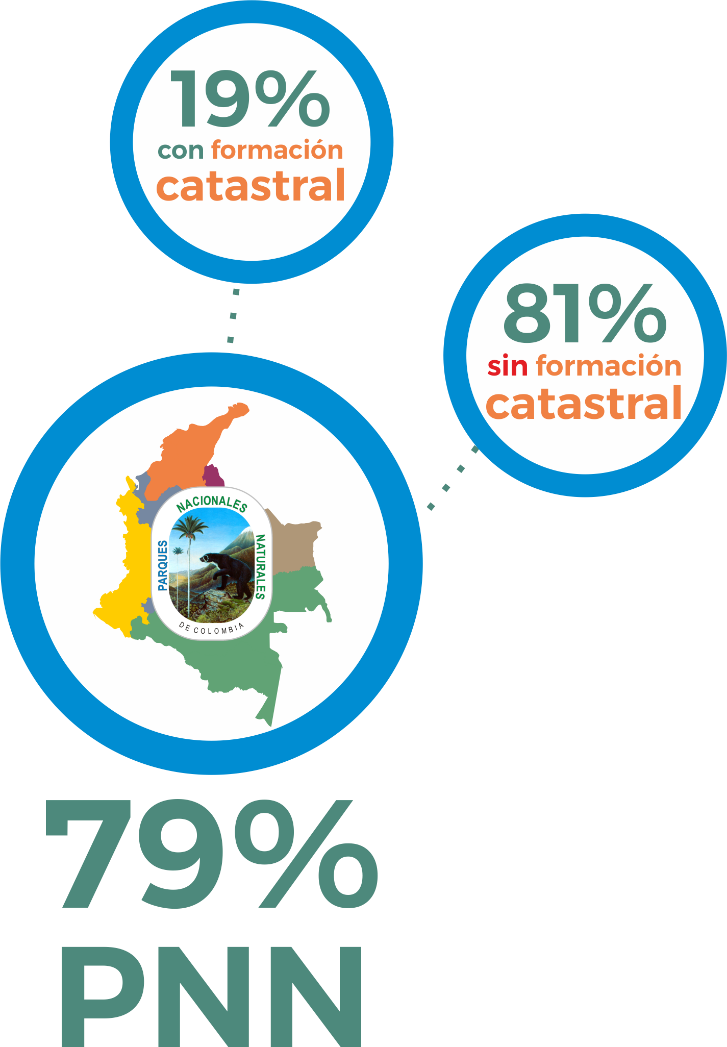 19%
con formación
catastral
81%
sin formación
catastral
PARQUES
NACIONALES
NATURALES
DE COLOMBIA
79%
PNN